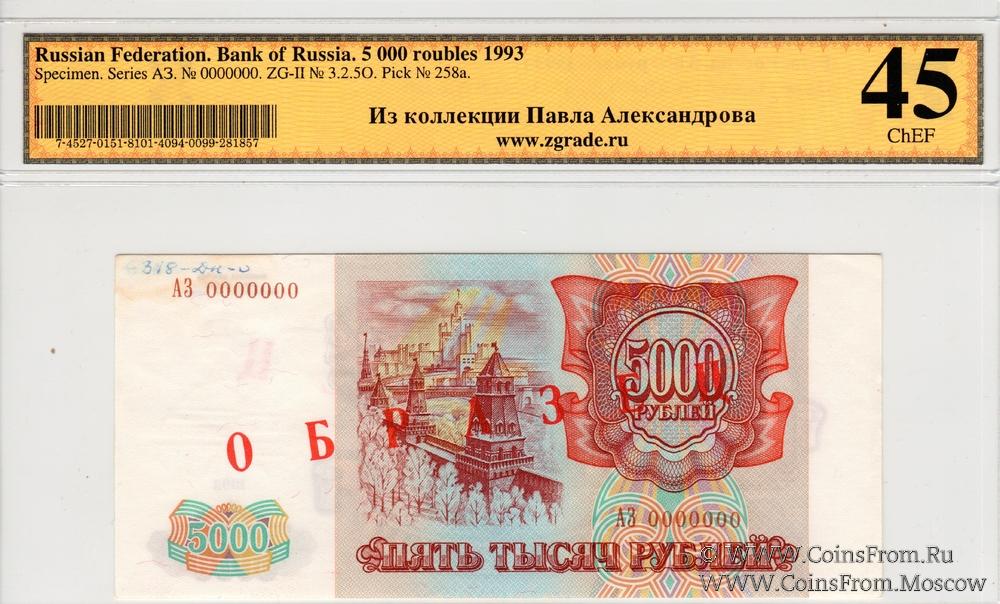 Russian Federation. Bank of Russia. 5 000 roubles 1993
Specimen. Series АЗ. № 0000000. ZG-II № 3.2.5О. Pick № 258a.
45
ChEF
Из коллекции Павла Александрова
www.zgrade.ru
7-4527-0151-8101-4094-0099-281857
АЗ 0000000
5000
РУБЛЕЙ
ОБРАЗЕЦ
АЗ 0000000
5000
ПЯТЬ ТЫСЯЧ РУБЛЕЙ
© WWW.CoinsFrom.Ru
WWW.CoinsFrom.Moscow